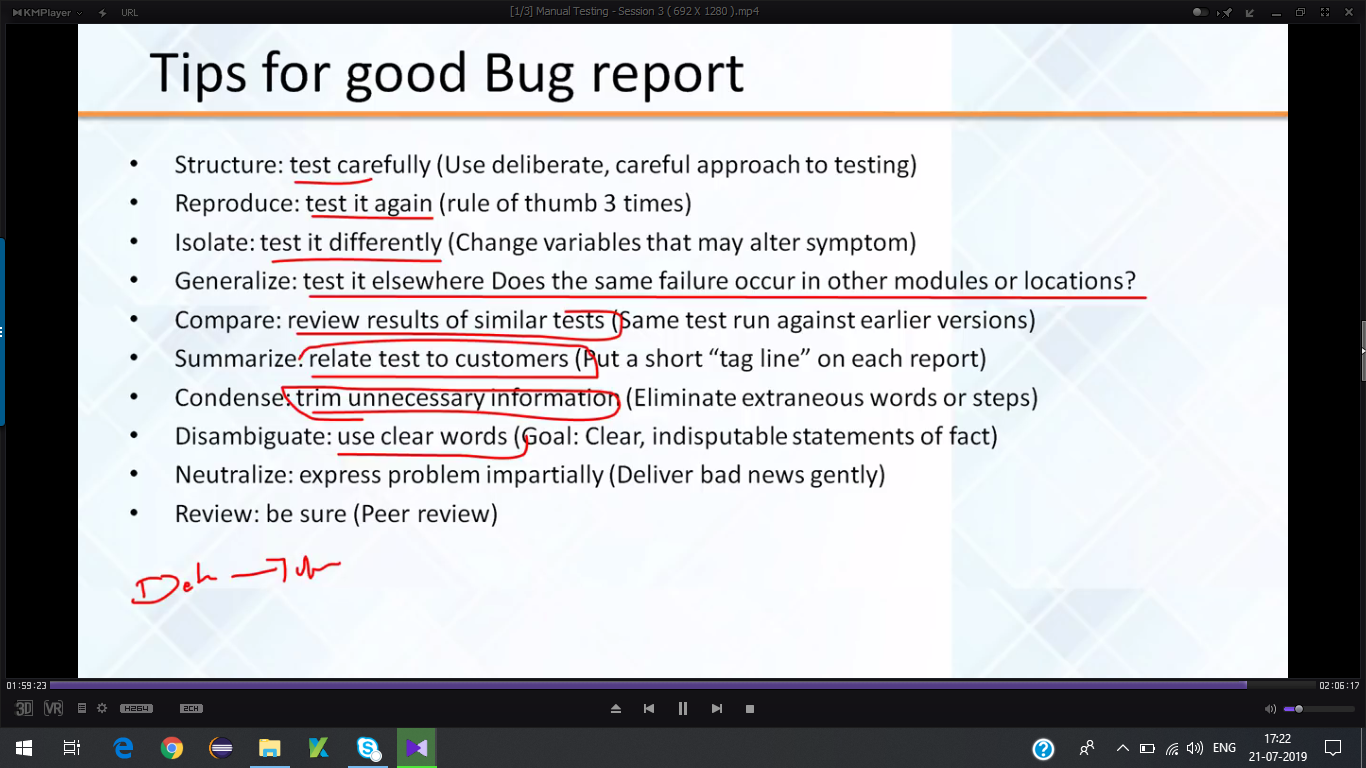 KMPlayer
URL
[1/3] Manual Testing - Session 3 ( 692 X 1280 ).mp4
Tips for good Bug report
• Structure: test carefully (Use deliberate, careful approach to testing)
• Reproduce: test it again (rule of thumb 3 times)
• Isolate: test it differently (Change variables that may alter symptom)
• Generalize: test it elsewhere Does the same failure occur in other modules or locations?
• Compare: review results of similar tests (Same test run against earlier versions)
• Summarize: relate test to customers (Put a short “tag line” on each report)
• Condense: trim unnecessary information (Eliminate extraneous words or steps)
• Disambiguate: use clear words (Goal: Clear, indisputable statements of fact)
• Neutralize: express problem impartially (Deliver bad news gently)
• Review: be sure (Peer review)
01:59:23
02:06:17
3D VR H264 2CH
ENG
17:22
21-07-2019